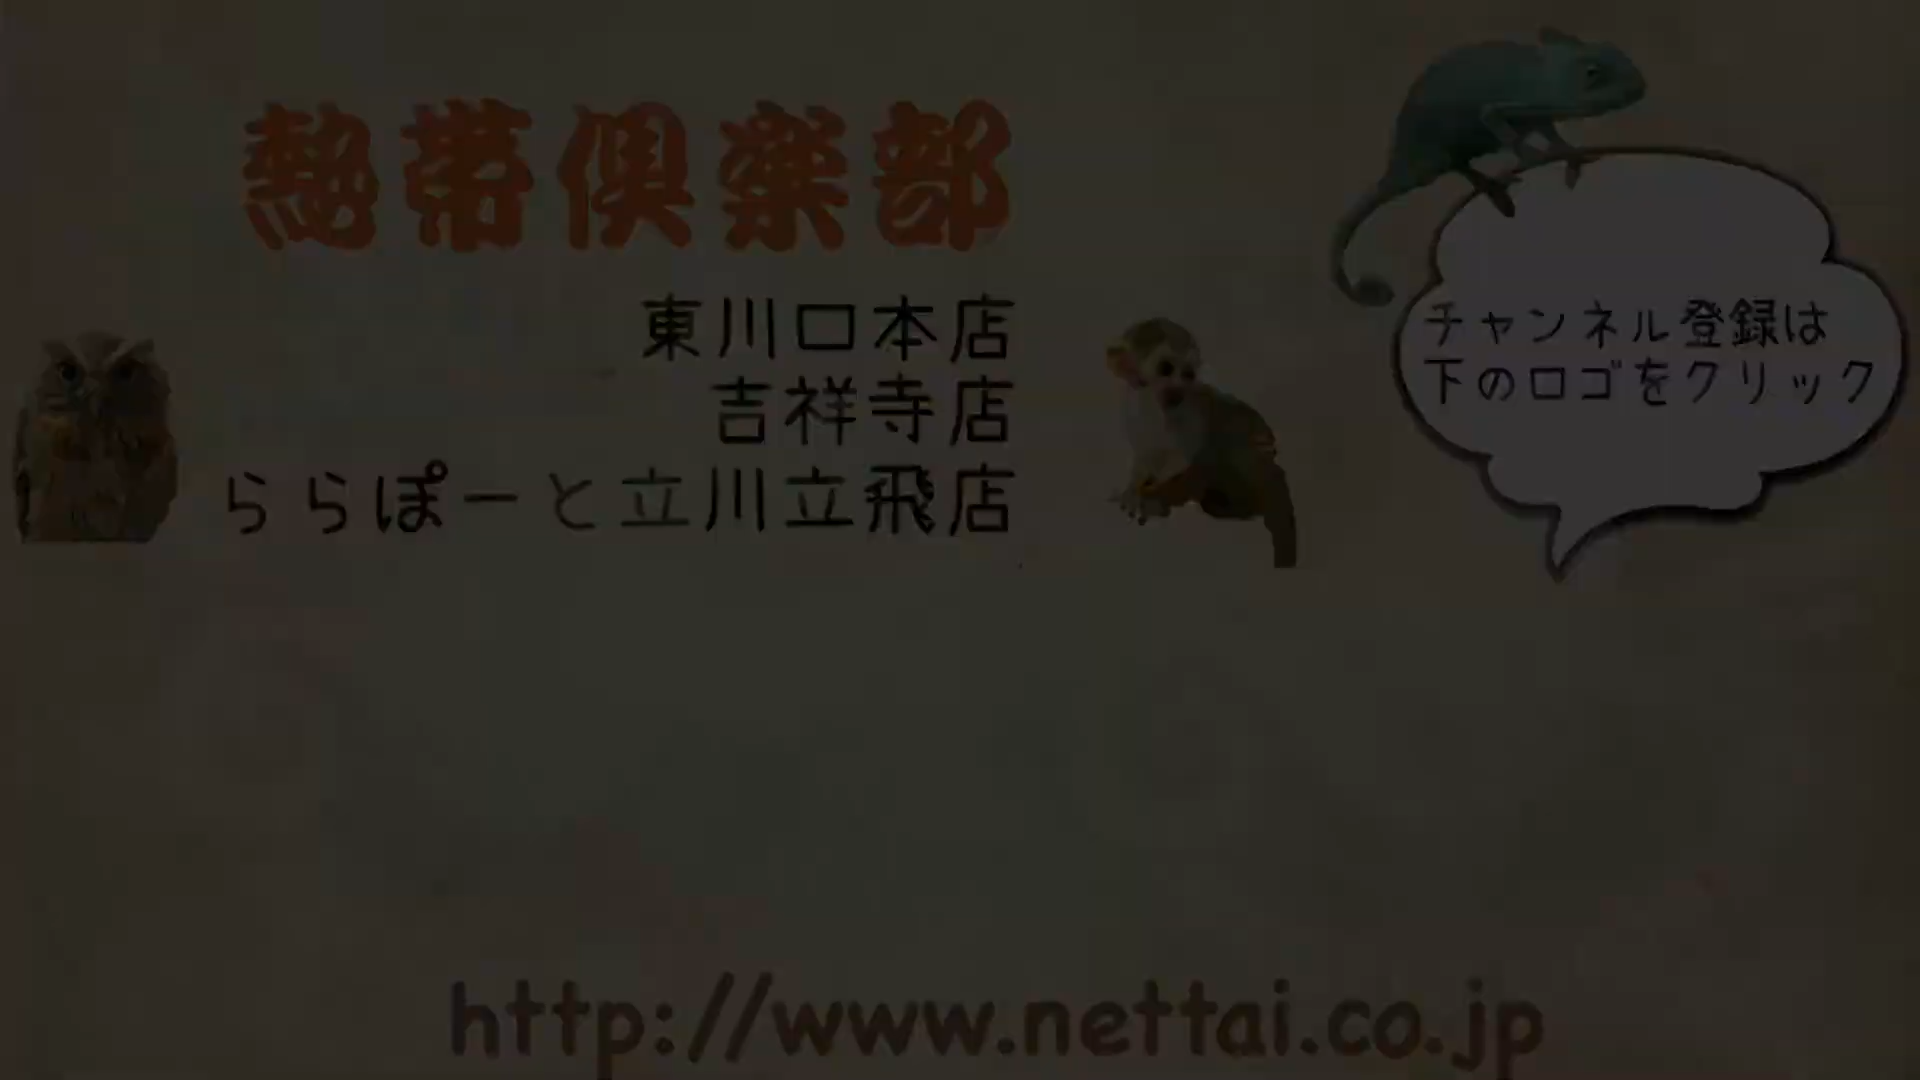 熱帯倶楽部
東川口本店
吉祥寺店
ららぽーと立川立飛店
チャンネル登録は
下のロゴをクリック
http://www.nettai.co.jp